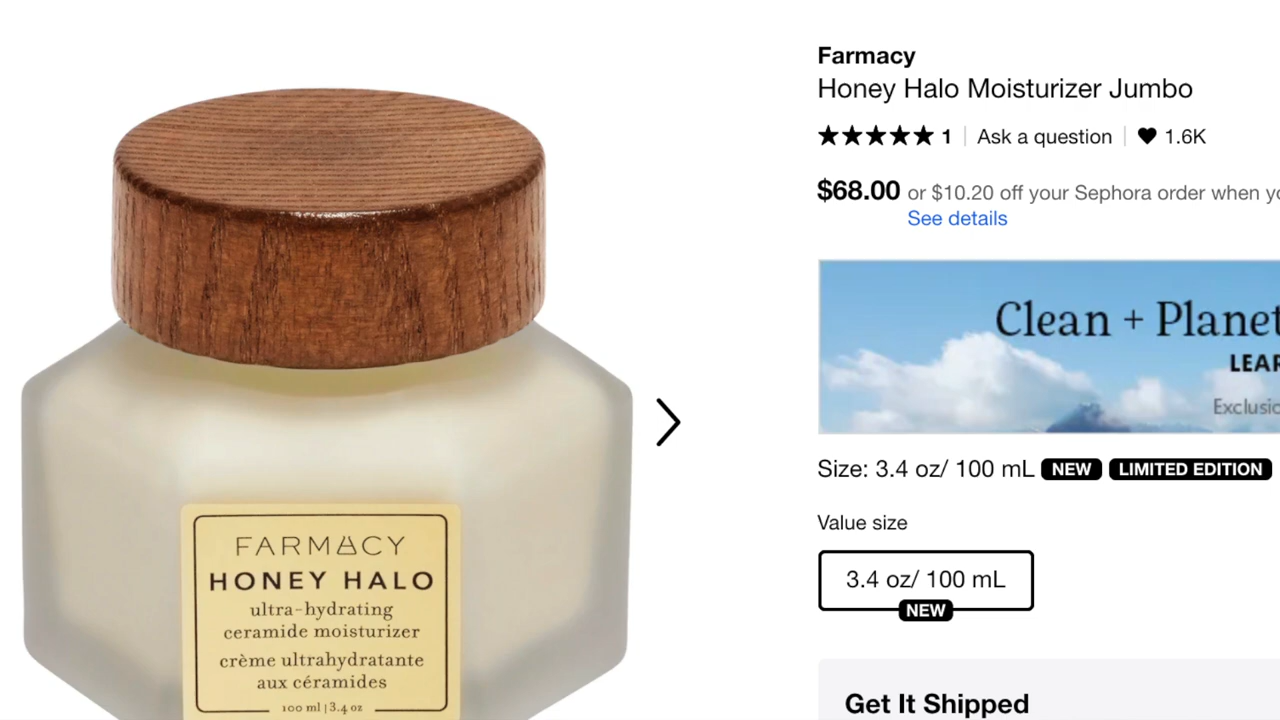 FARMACY
HONEY HALO
ultra-hydrating
ceramide moisturizer
crème ultrahydratante
aux céramides
100 ml | 3.4 oz
Farmacy
Honey Halo Moisturizer Jumbo
1 | Ask a question | 1.6K
$68.00 or $10.20 off your Sephora order when
See details
Clean + Planet
Size: 3.4 oz/ 100 mL NEW LIMITED EDITION
Value size
3.4 oz/ 100 mL
NEW
Get It Shipped